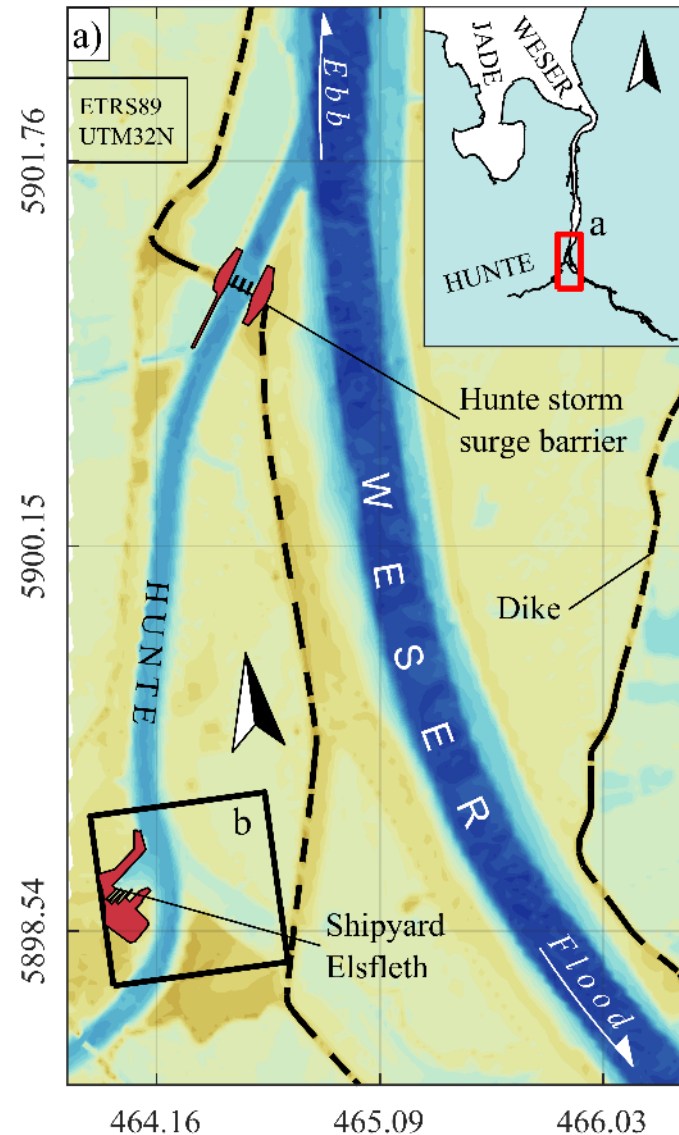 a)
ETRS89
UTM32N
Ebb
JADE
WESER
HUNTE
a
5901.76
5900.15
5898.54
Hunte storm
surge barrier
WESER
Dike
HUNTE
b
Shipyard
Elsfleth
Flood
464.16
465.09
466.03